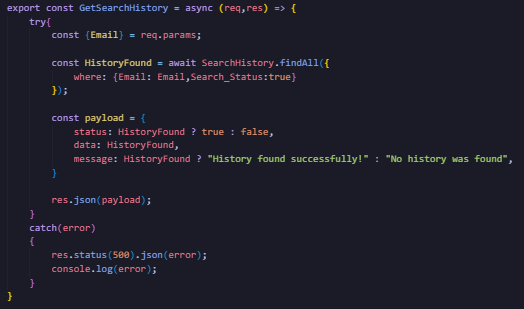 export const GetSearchHistory = async (req,res) => {
try{
const {Email} = req.params;
const HistoryFound = await SearchHistory.findAll({
where: {Email: Email,Search_Status:true}
});
const payload = {
status: HistoryFound ? true : false,
data: HistoryFound,
message: HistoryFound ? "History found successfully!" : "No history was found",
}
res.json(payload);
}
catch(error)
{
res.status(500).json(error);
console.log(error);
}
}